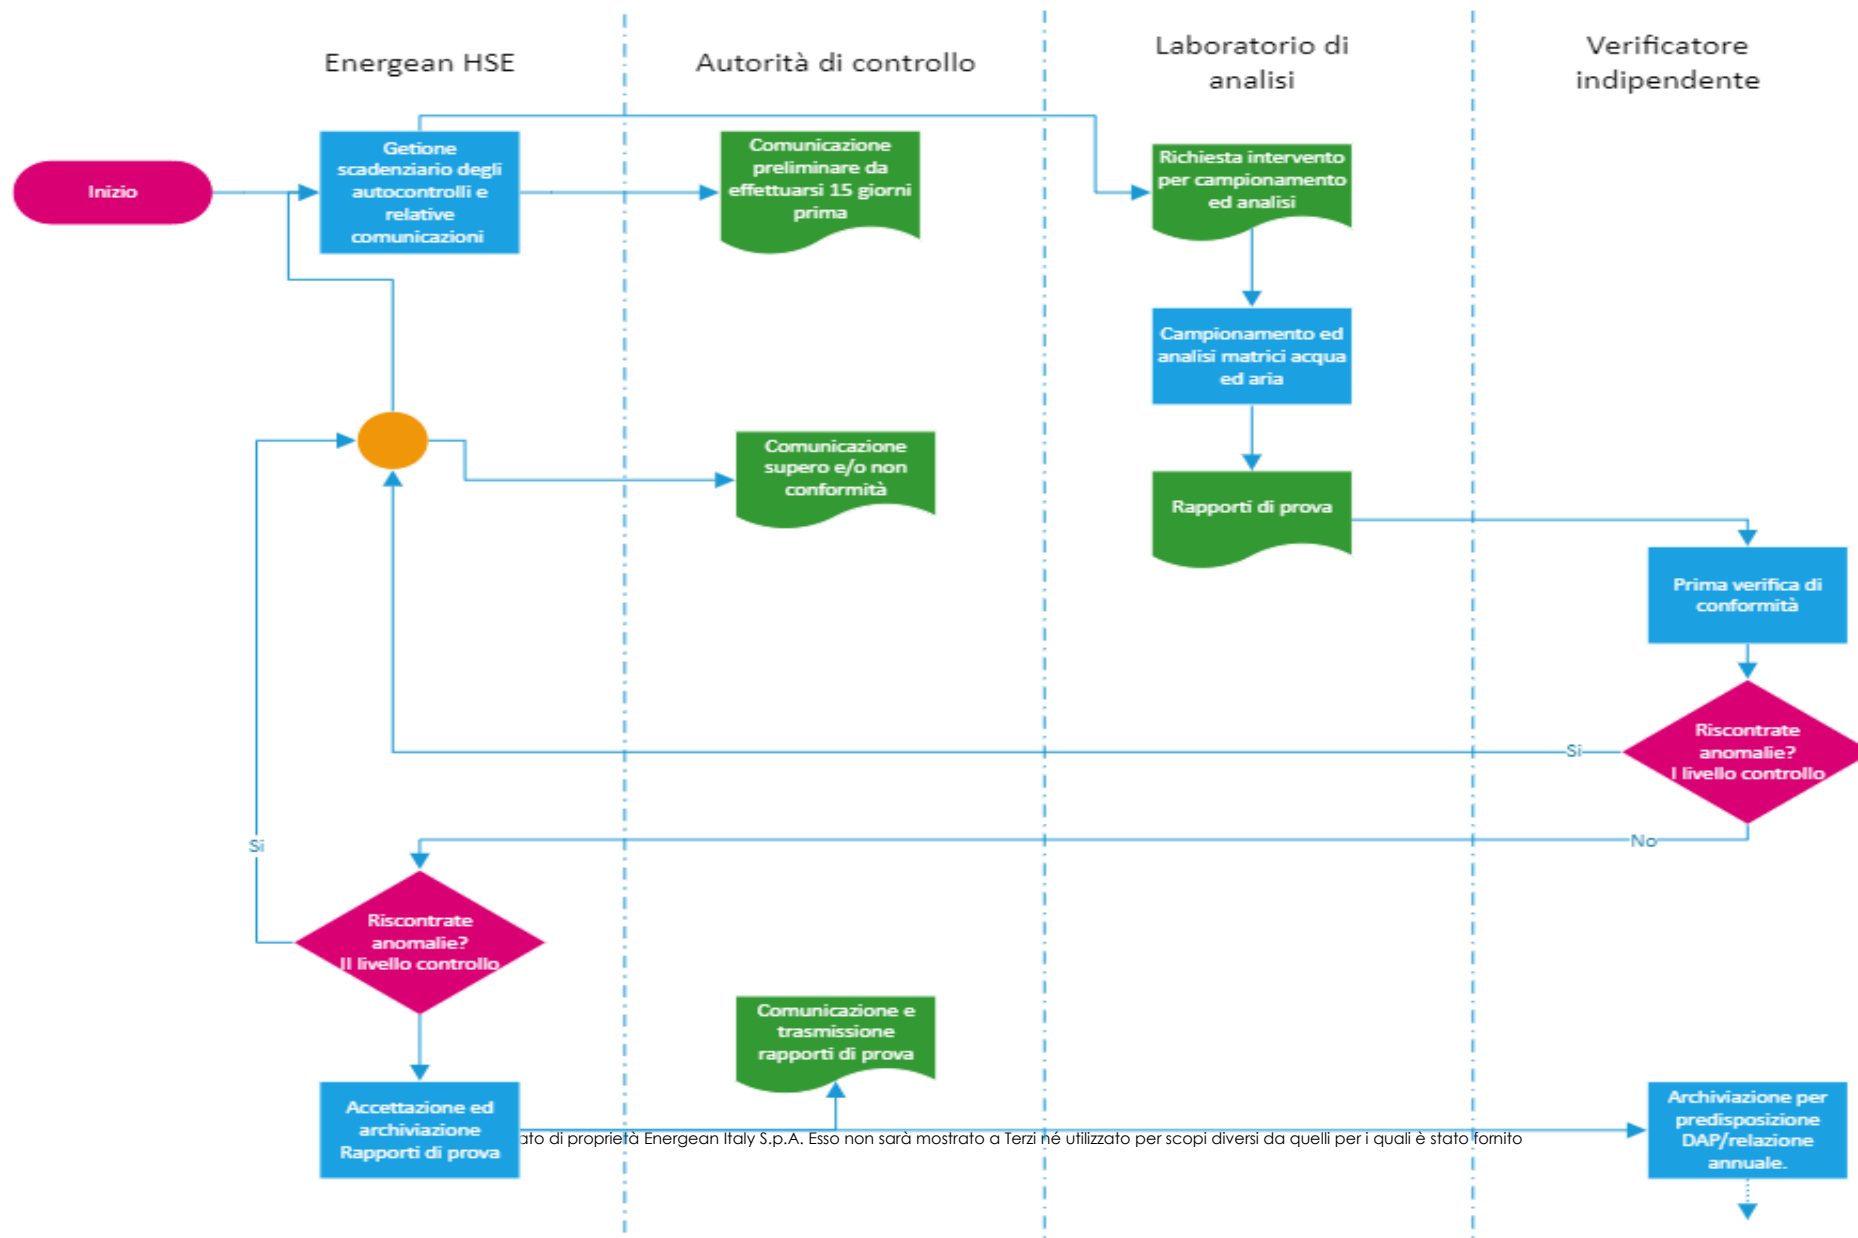 Energean HSE
Autorità di controllo
Laboratorio di
analisi
Verificatore
indipendente
Inizio
Getione
scadenziario degli
autocontrolli e
relative
comunicazioni
Comunicazione
preliminare da
effettuarsi 15 giorni
prima
Richiesta intervento
per campionamento
ed analisi
Campionamento ed
analisi matrici acqua
ed aria
Comunicazione
supero e/o non
conformità
Rapporti di prova
Prima verifica di
conformità
Riscontrate
anomalie?
I livello controllo
Si
No
Si
Riscontrate
anomalie?
II livello controllo
Comunicazione e
trasmissione
rapporti di prova
Accettazione ed
archiviazione
Rapporti di prova
Archiviazione per
predisposizione
DAP/relazione
annuale.
ato di proprietà Energean Italy S.p.A. Esso non sarà mostrato a Terzi né utilizzato per scopi diversi da quelli per i quali è stato fornito